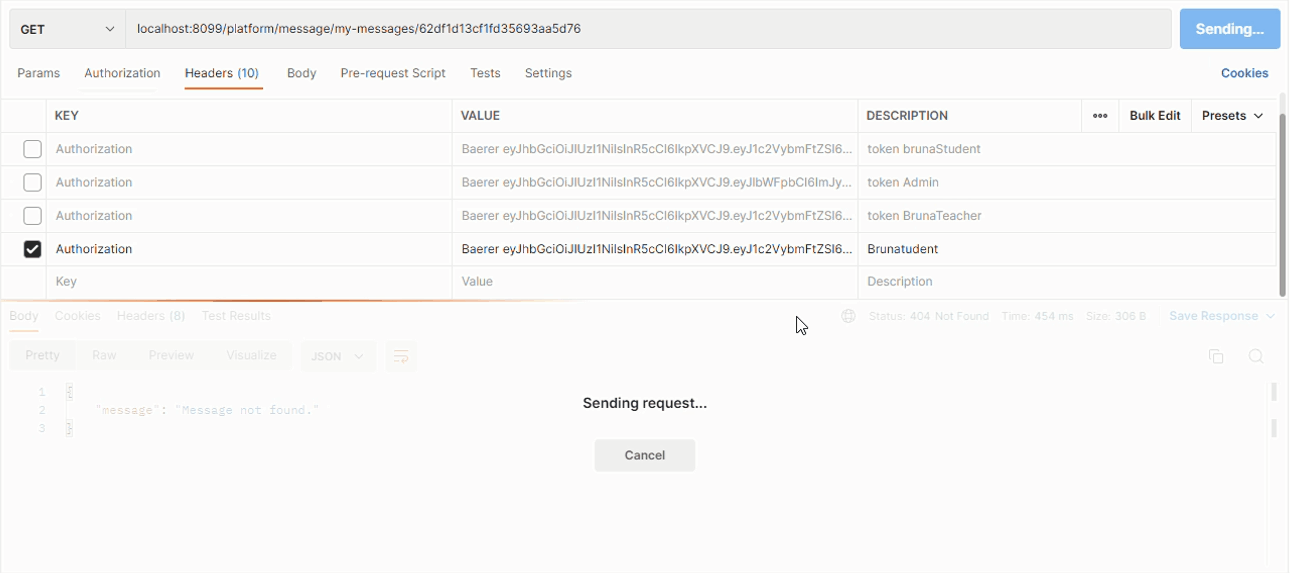 GET localhost:8099/platform/message/my-messages/62df1d13cf1fd35693aa5d76 Sending...
Params Authorization Headers (10) Body Pre-request Script Tests Settings Cookies
KEY VALUE DESCRIPTION ooo Bulk Edit Presets
Authorization Baerer eyJhbGciOiJIUzI1NiIsInR5cCI6IkpXVCJ9.eyJ1c2VybmFtZSI6... token brunaStudent
Authorization Baerer eyJhbGciOiJIUzI1NiIsInR5cCI6IkpXVCJ9.eyJlbWFpbCI6ImJy... token Admin
Authorization Baerer eyJhbGciOiJIUzI1NiIsInR5cCI6IkpXVCJ9.eyJ1c2VybmFtZSI6... token BrunaTeacher
Authorization Baerer eyJhbGciOiJIUzI1NiIsInR5cCI6IkpXVCJ9.eyJ1c2VybmFtZSI6... Brunatudent
Key Value Description
Body Cookies Headers (8) Test Results Status: 404 Not Found Time: 454 ms Size: 306 B Save Response
Pretty Raw Preview Visualize JSON
1 {
2 "message": "Message not found."
3 }
Sending request...
Cancel